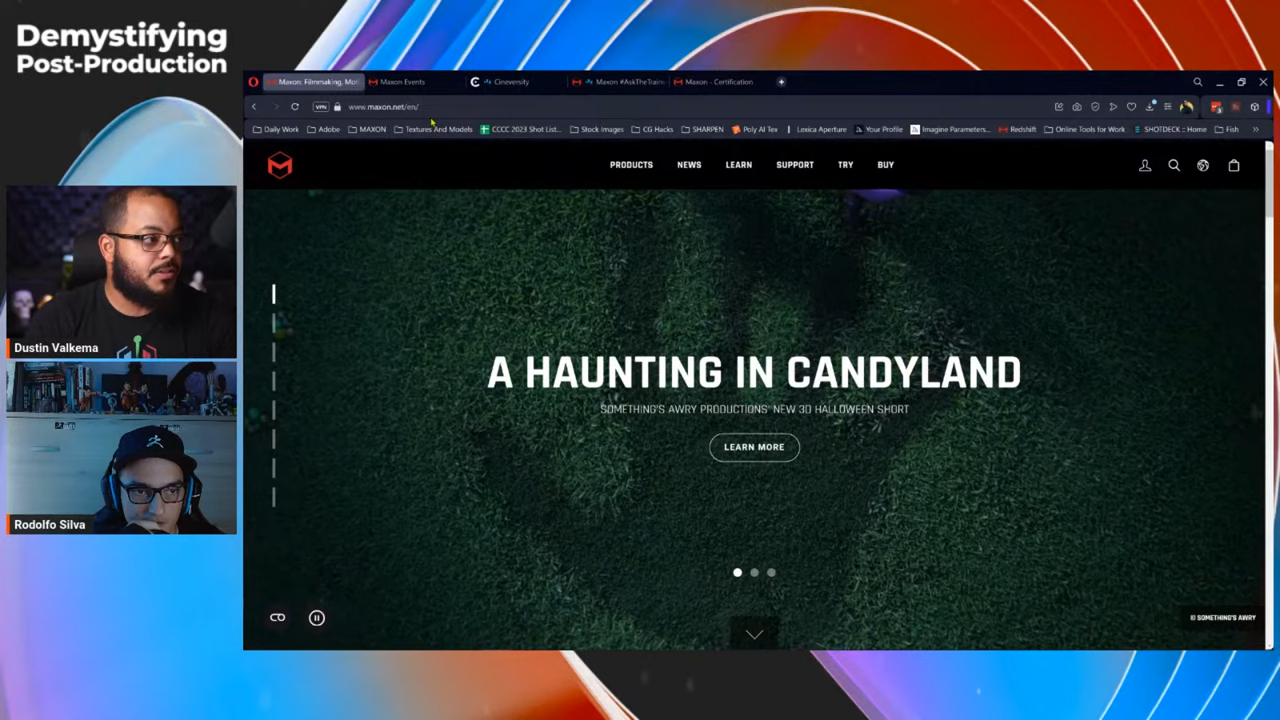 Demystifying
Post-Production
Maxon: Filmmaking, Mot
Maxon Events
Cineversity
Maxon #AskTheTrain
Maxon - Certification
VPN
www.maxon.net/en/
Daily Work
Adobe
MAXON
Textures And Models
CCCC 2023 Shot List...
Stock Images
CG Hacks
SHARPEN
Poly AI Tex
Lexica Aperture
Your Profile
Imagine Parameters...
Redshift
Online Tools for Work
SHOTDECK :: Home
Fish
PRODUCTS
NEWS
LEARN
SUPPORT
TRY
BUY
A HAUNTING IN CANDYLAND
SOMETHING'S AWRY PRODUCTIONS' NEW 3D HALLOWEEN SHORT
LEARN MORE
© SOMETHING'S AWRY
Dustin Valkema
Rodolfo Silva